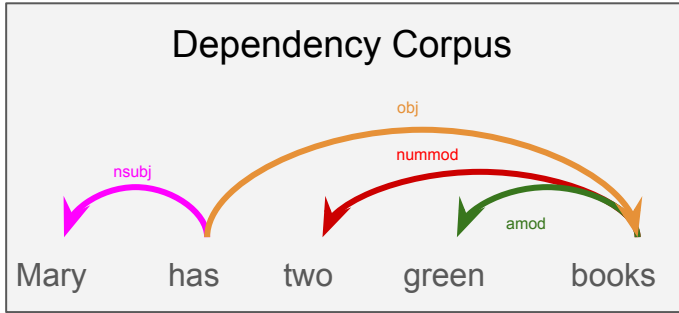 Dependency Corpus
obj
nummod
nsubj
amod
Mary has two green books